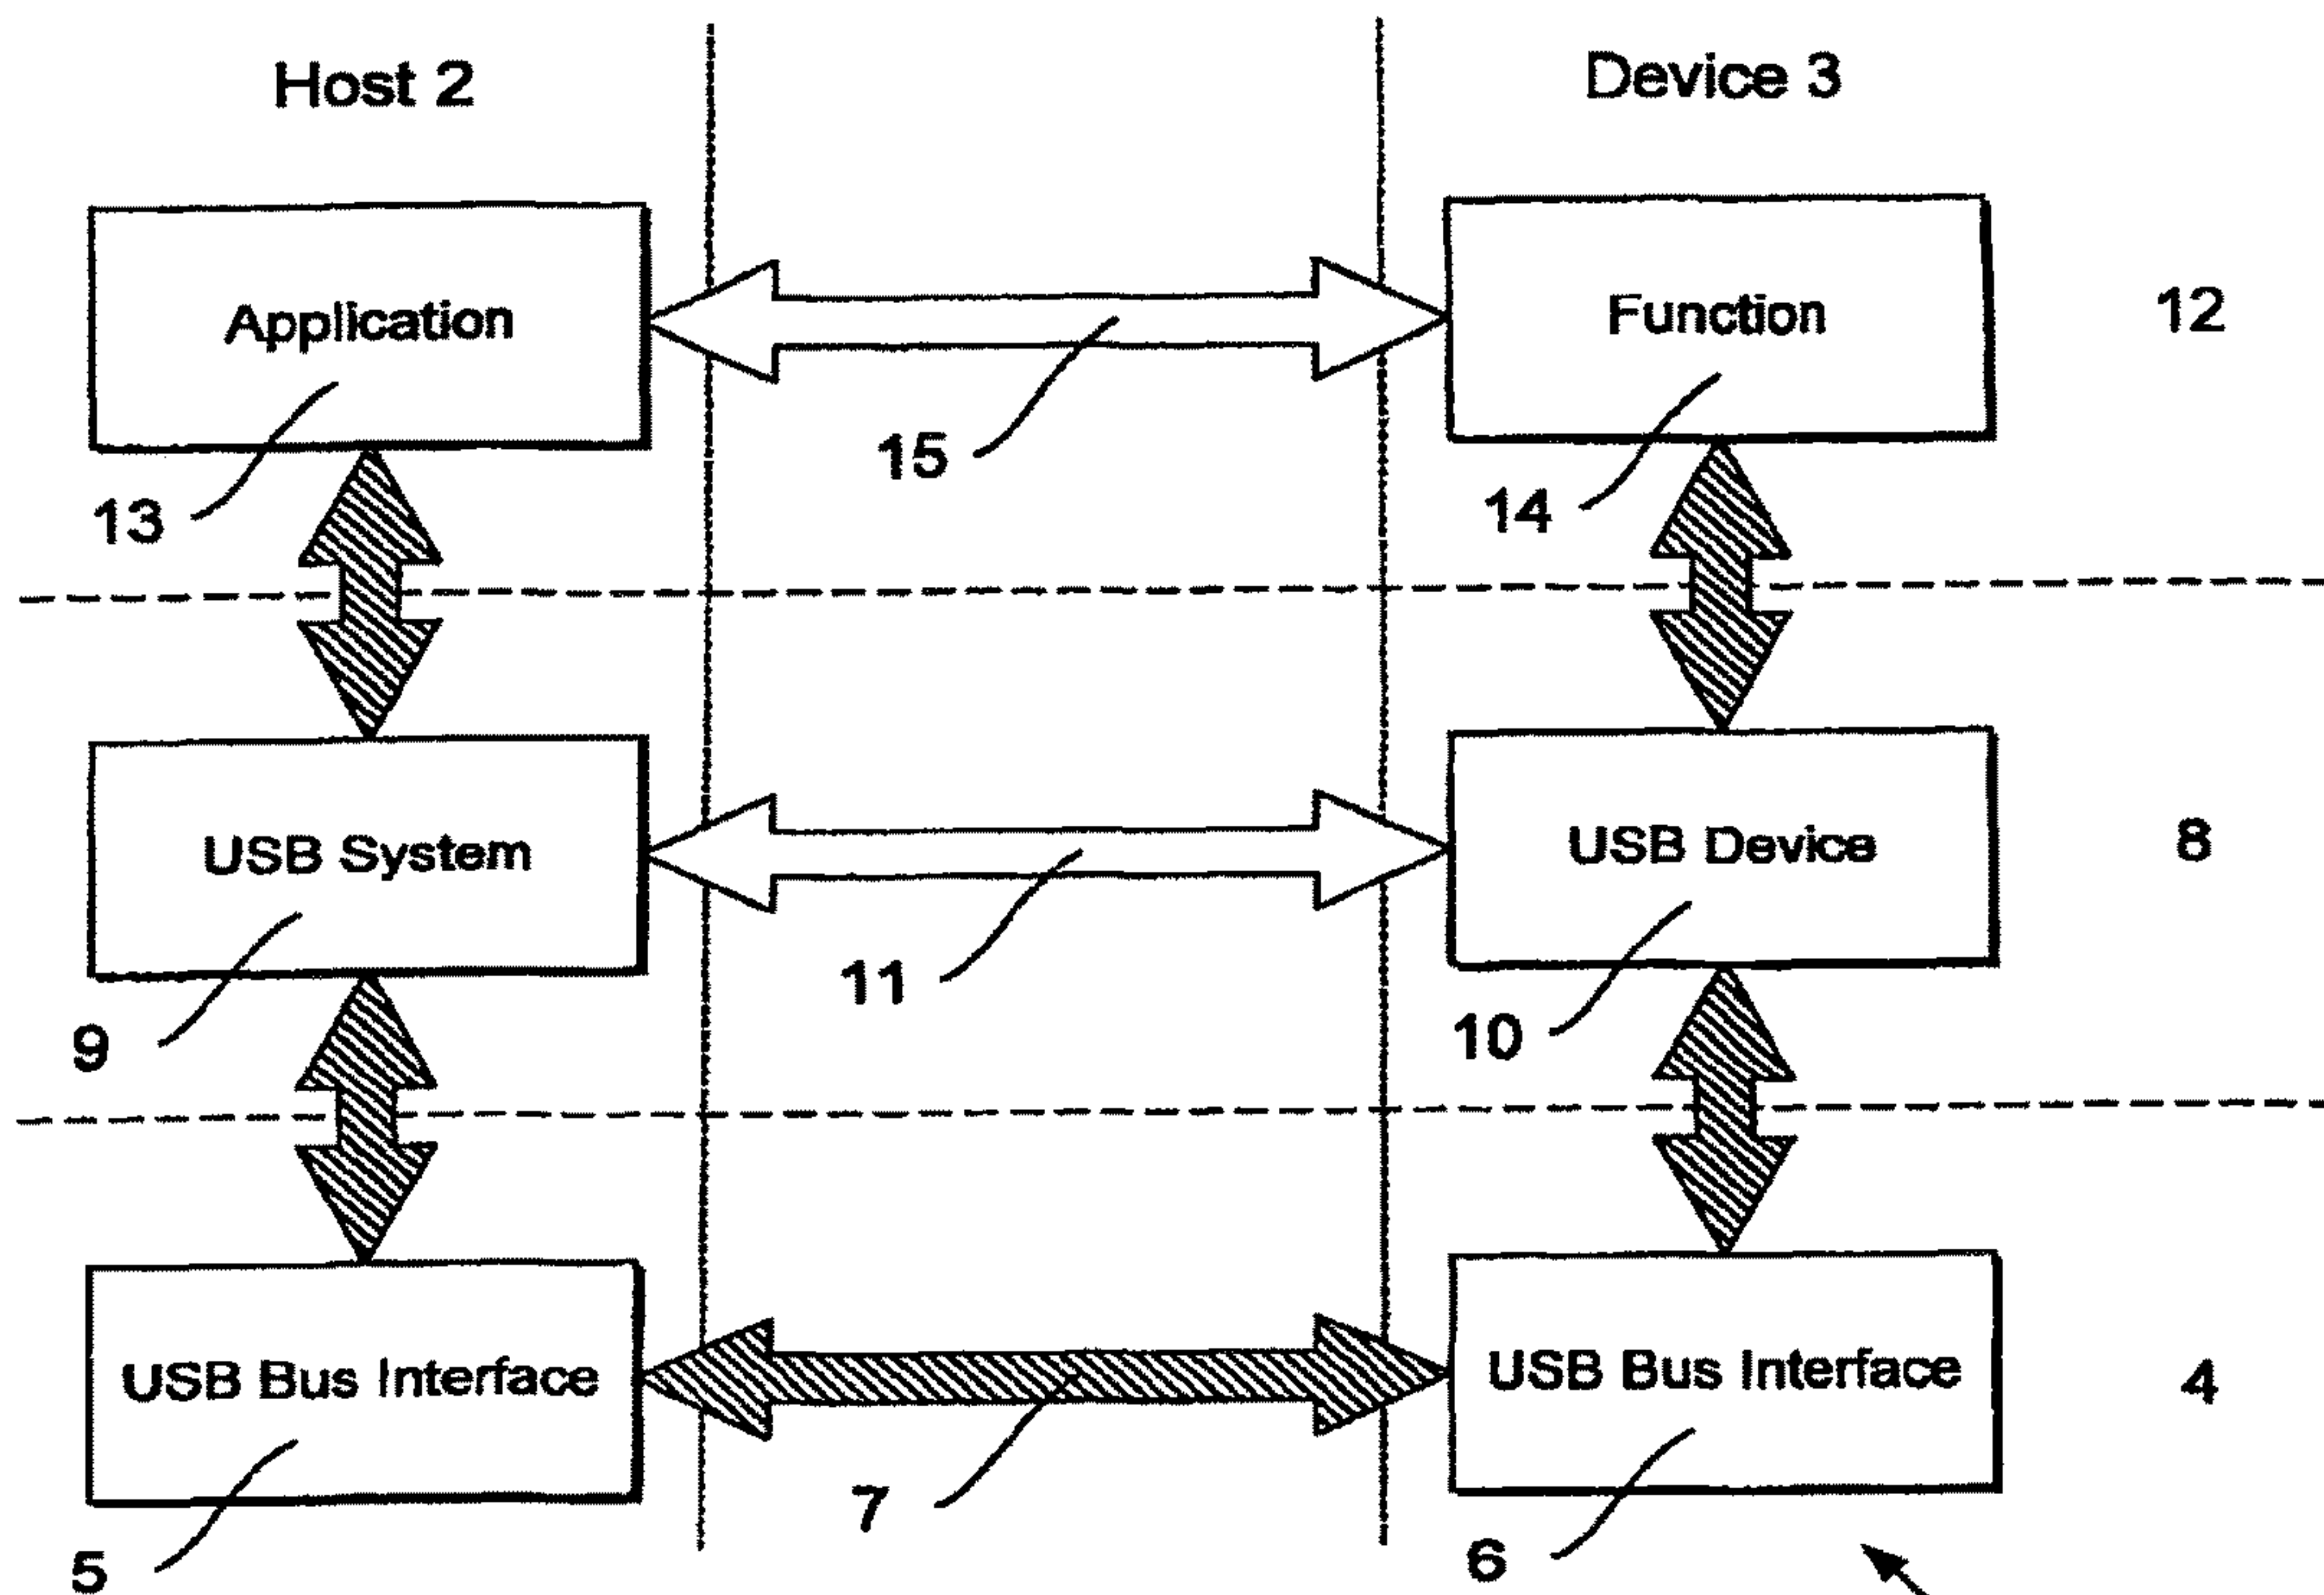 Host 2
Device 3
Application
Function
12
15
13
14
USB System
USB Device
8
11
9
10
USB Bus Interface
USB Bus Interface
4
7
5
6